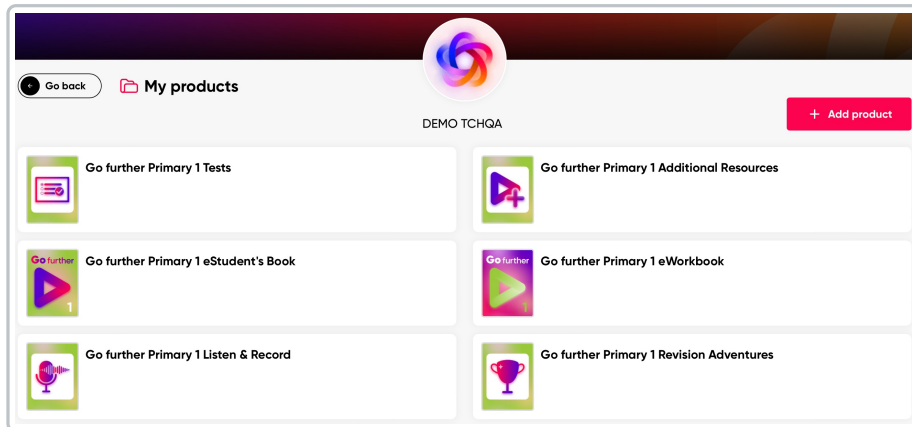 Go back
My products
DEMO TCHQA
+ Add product
Go further Primary 1 Tests
Go further Primary 1 Additional Resources
Go further
1
Go further Primary 1 eStudent's Book
Go further
1
Go further Primary 1 eWorkbook
Go further Primary 1 Listen & Record
Go further Primary 1 Revision Adventures